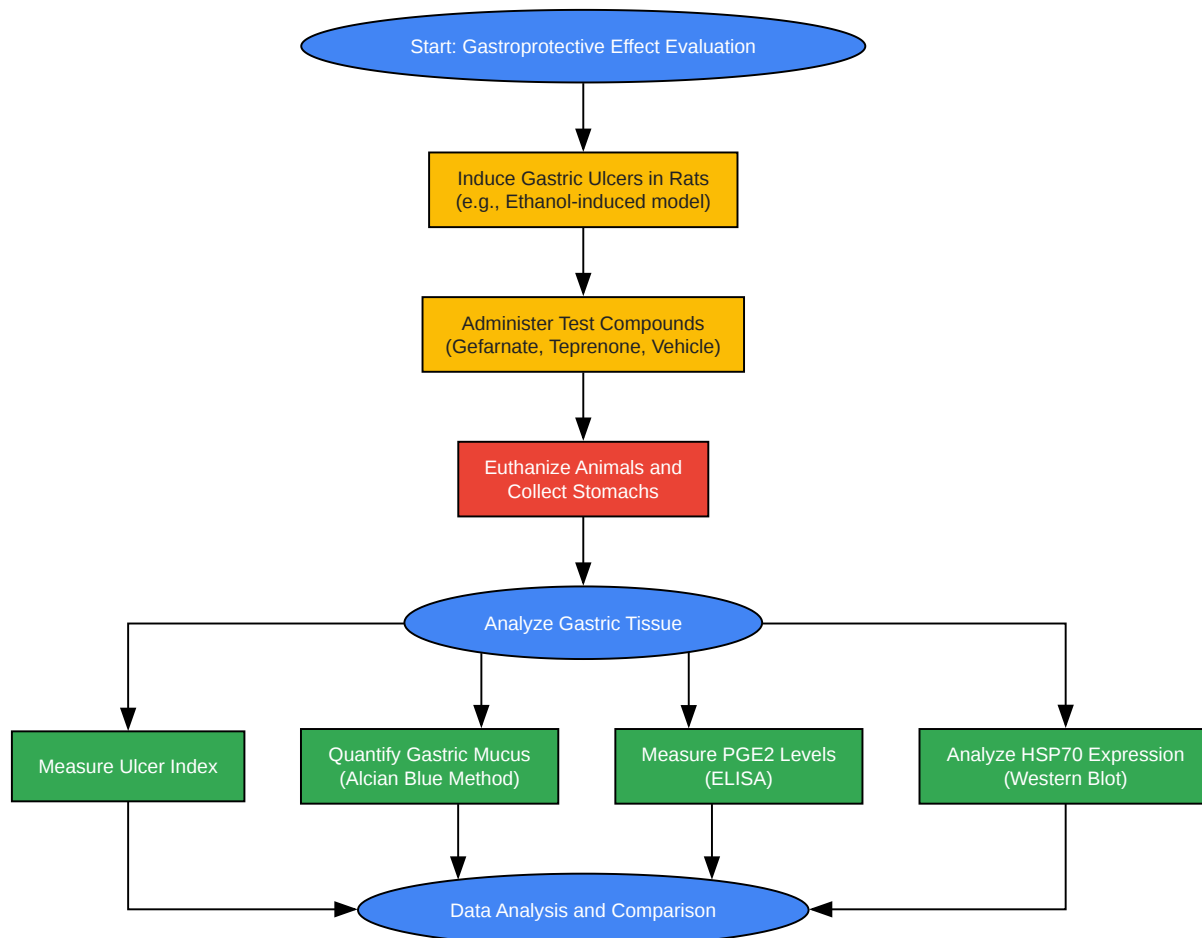 Start: Gastroprotective Effect Evaluation
Induce Gastric Ulcers in Rats
(e.g., Ethanol-induced model)
Administer Test Compounds
(Gefarnate, Teprenone, Vehicle)
Euthanize Animals and
Collect Stomachs
Analyze Gastric Tissue
Measure Ulcer Index
Quantify Gastric Mucus
(Alcian Blue Method)
Measure PGE2 Levels
(ELISA)
Analyze HSP70 Expression
(Western Blot)
Data Analysis and Comparison